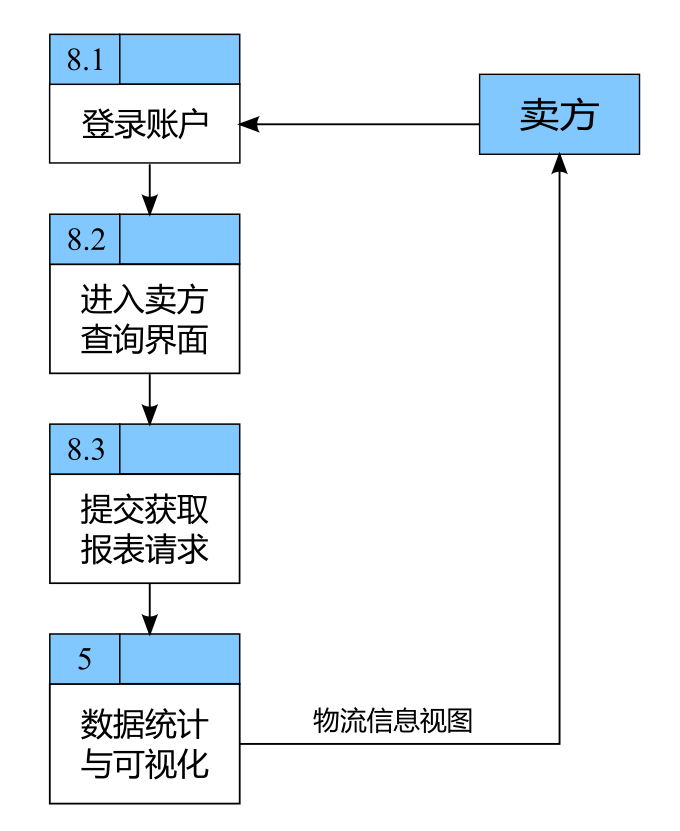 8.1
登录账户
卖方
8.2
进入卖方
查询界面
8.3
提交获取
报表请求
5
数据统计
与可视化
物流信息视图